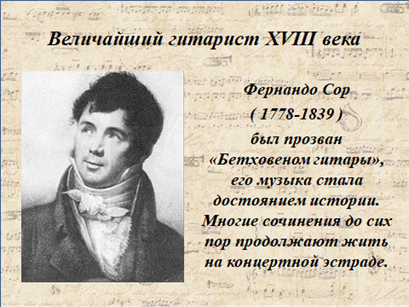 Величайший гитарист XVIII века
Фернандо Сор
( 1778-1839 )
был прозван
«Бетховеном гитары»,
его музыка стала
достоянием истории.
Многие сочинения до сих
пор продолжают жить
на концертной эстраде.